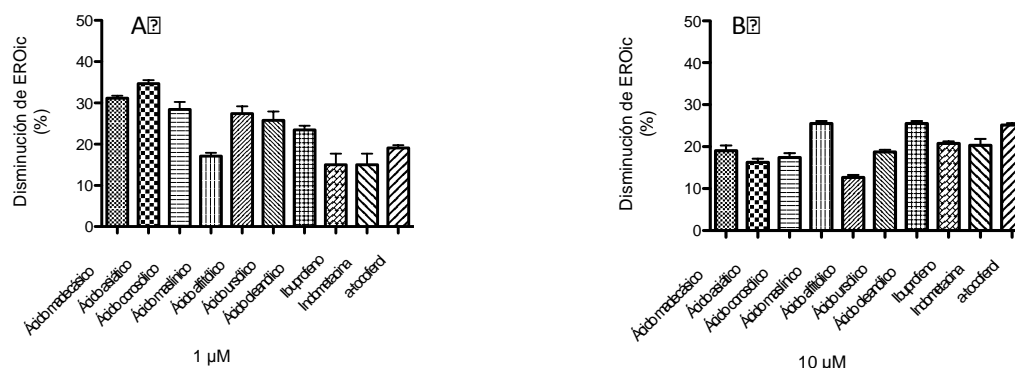 A
Disminución de EROic
(%)
50
40
30
20
10
0
Ácido madecásico
Ácido asiático
Ácido corosólico
Ácido maslínico
Ácido alfitólico
Ácido ursólico
Ácido oleanólico
Ibuprofeno
Indometacina
a-tocoferol
1 µM
B
Disminución de EROic
(%)
50
40
30
20
10
0
Ácido madecásico
Ácido asiático
Ácido corosólico
Ácido maslínico
Ácido alfitólico
Ácido ursólico
Ácido oleanólico
Ibuprofeno
Indometacina
a-tocoferol
10 µM